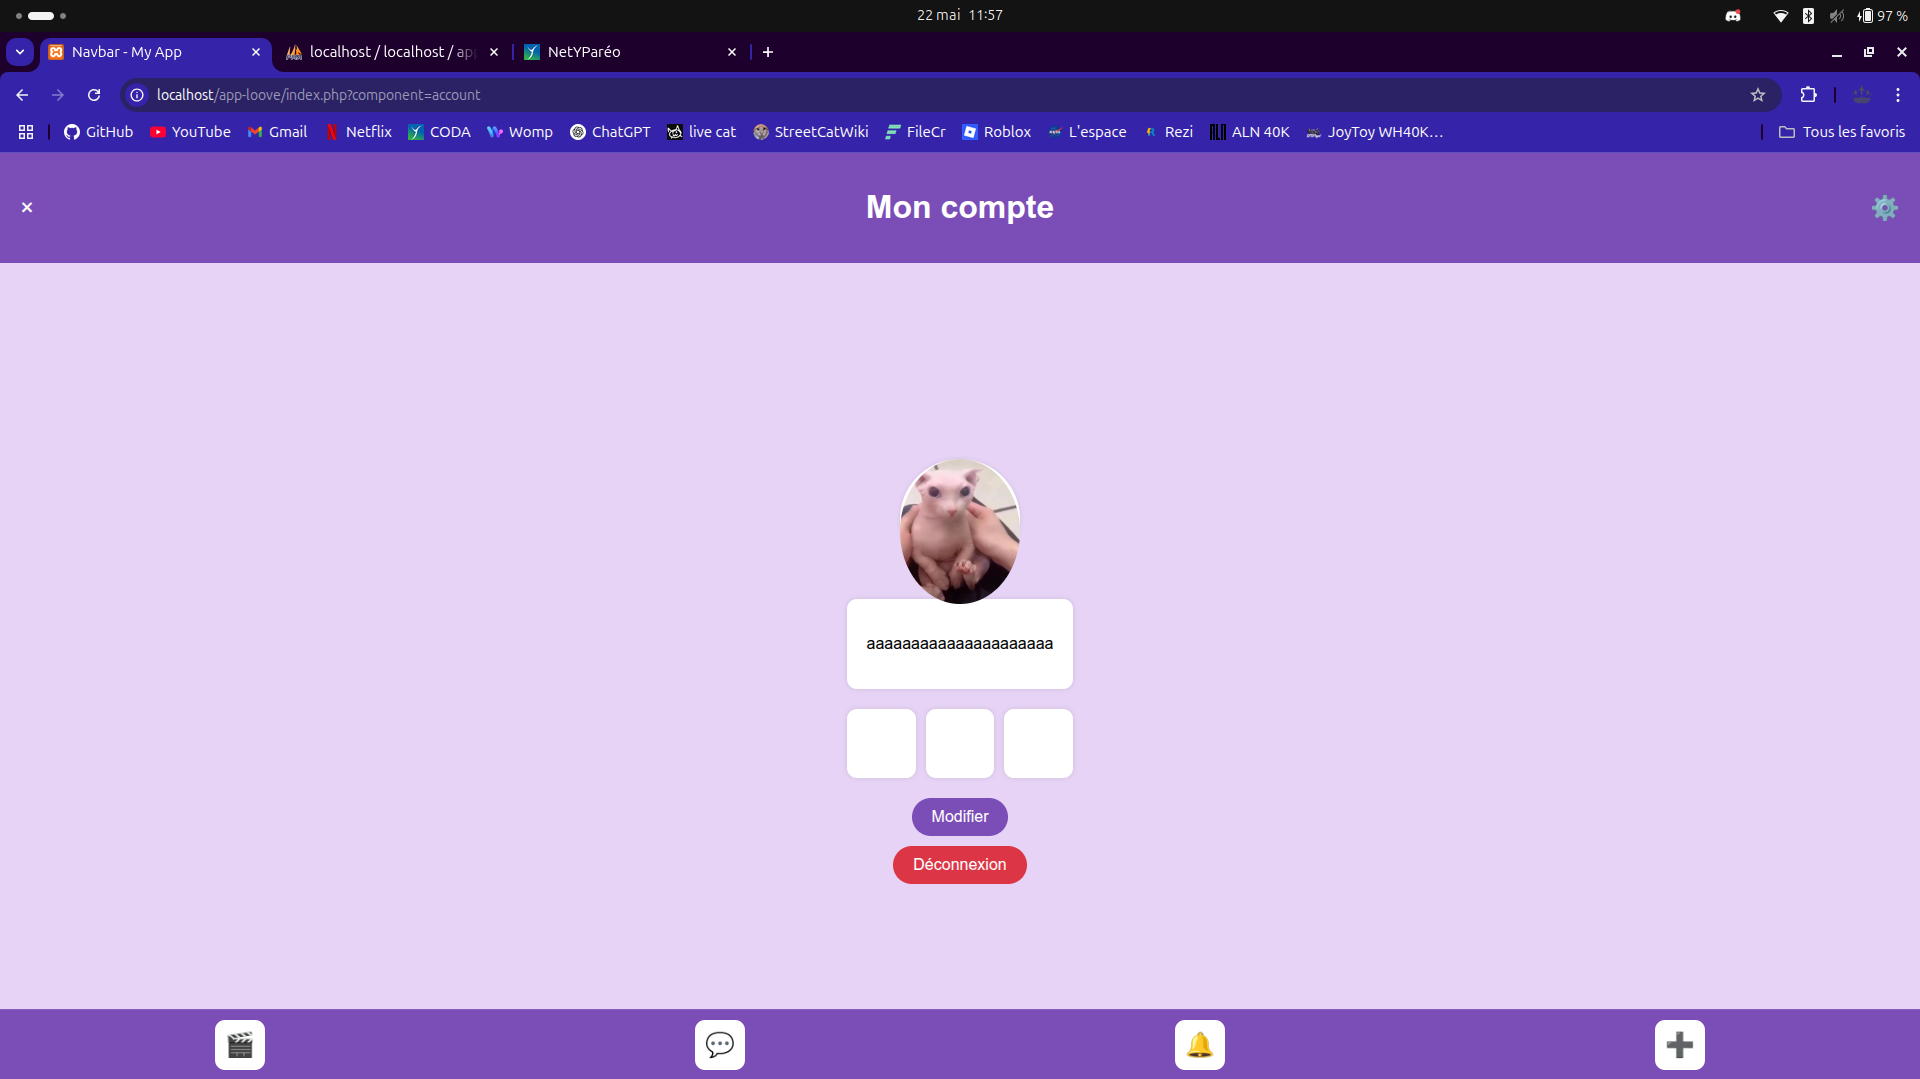 22 mai 11:57
97 %
Navbar - My App
localhost / localhost / app
NetYParéo
localhost/app-loove/index.php?component=account
GitHub YouTube Gmail Netflix CODA Womp ChatGPT live cat StreetCatWiki FileCr Roblox L'espace Rezi ALN 40K JoyToy WH40K… Tous les favoris
Mon compte
aaaaaaaaaaaaaaaaaaaaa
Modifier
Déconnexion